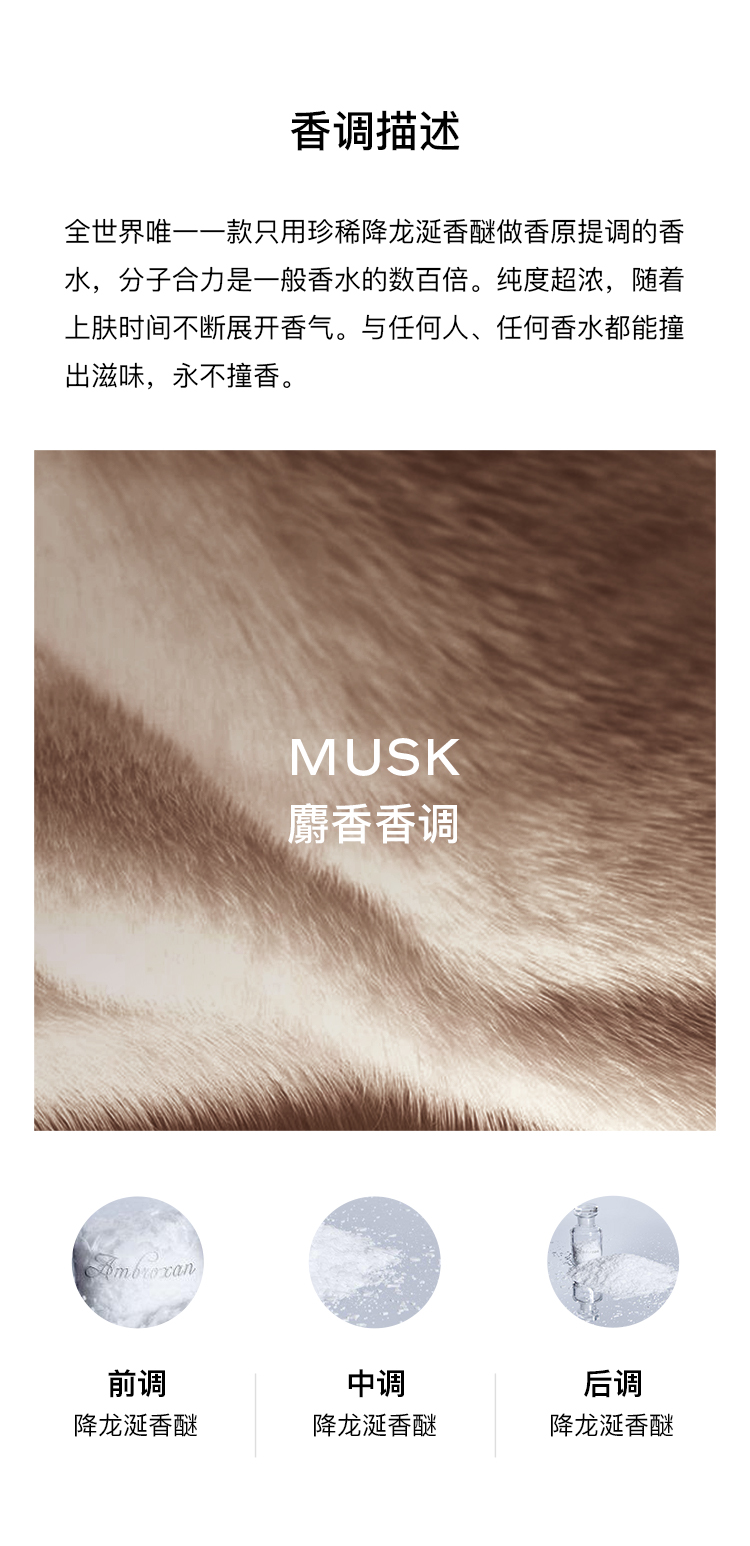 香调描述
全世界唯一一款只用珍稀降龙涎香醚做香原提调的香
水，分子合力是一般香水的数百倍。纯度超浓，随着
上肤时间不断展开香气。与任何人、任何香水都能撞
出滋味，永不撞香。
MUSK
麝香香调
Ambroxan
前调
中调
后调
降龙涎香醚
降龙涎香醚
降龙涎香醚